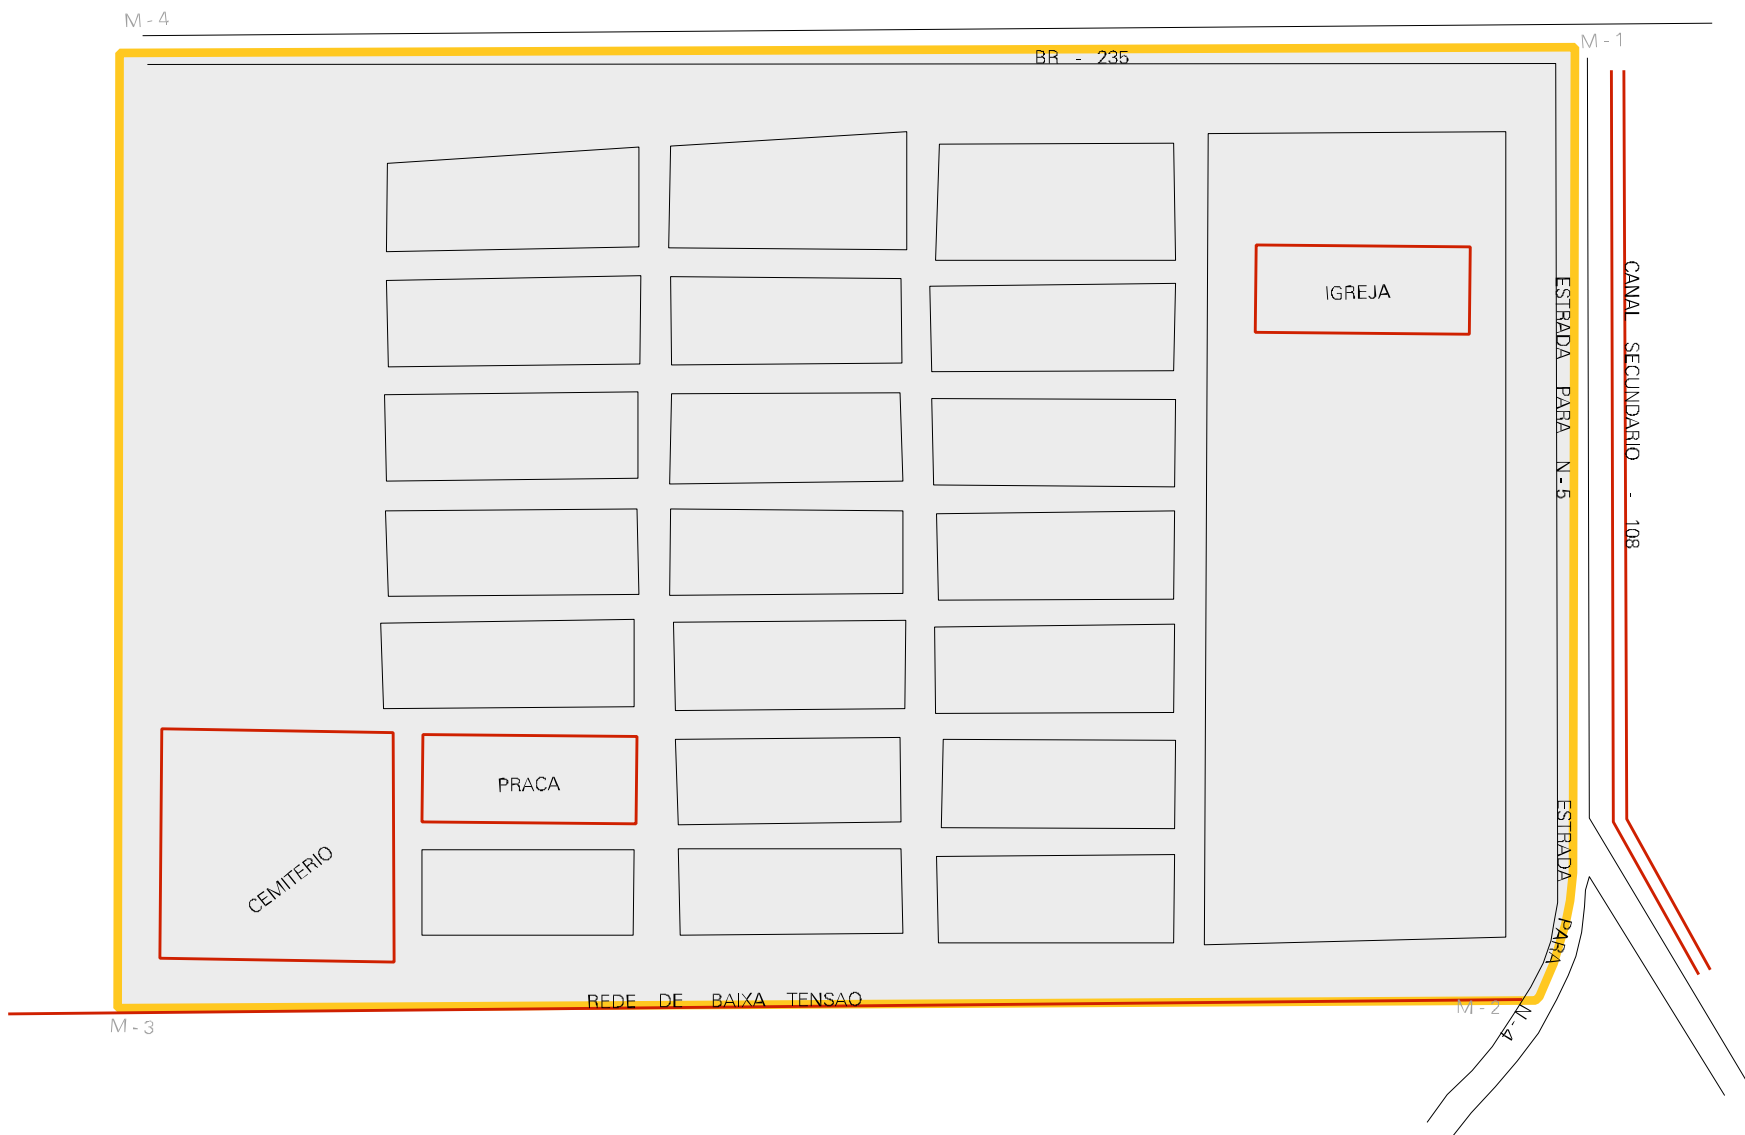 M - 4
M - 1
BR - 235
IGREJA
ESTRADA PARA N - 5
CANAL SECUNDARIO - 108
PRACA
CEMITERIO
ESTRADA PARA N - 4
REDE DE BAIXA TENSAO
M - 2
M - 3